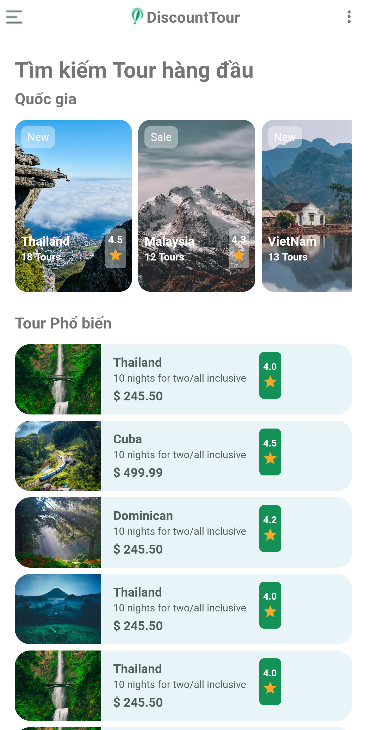 DiscountTour
Tìm kiếm Tour hàng đầu
Quốc gia
New
Thailand
18 Tours
4.5
Sale
Malaysia
12 Tours
4.3
New
VietNam
13 Tours
Tour Phổ biến
Thailand
10 nights for two/all inclusive
$ 245.50
4.0
Cuba
10 nights for two/all inclusive
$ 499.99
4.5
Dominican
10 nights for two/all inclusive
$ 245.50
4.2
Thailand
10 nights for two/all inclusive
$ 245.50
4.0
Thailand
10 nights for two/all inclusive
$ 245.50
4.0